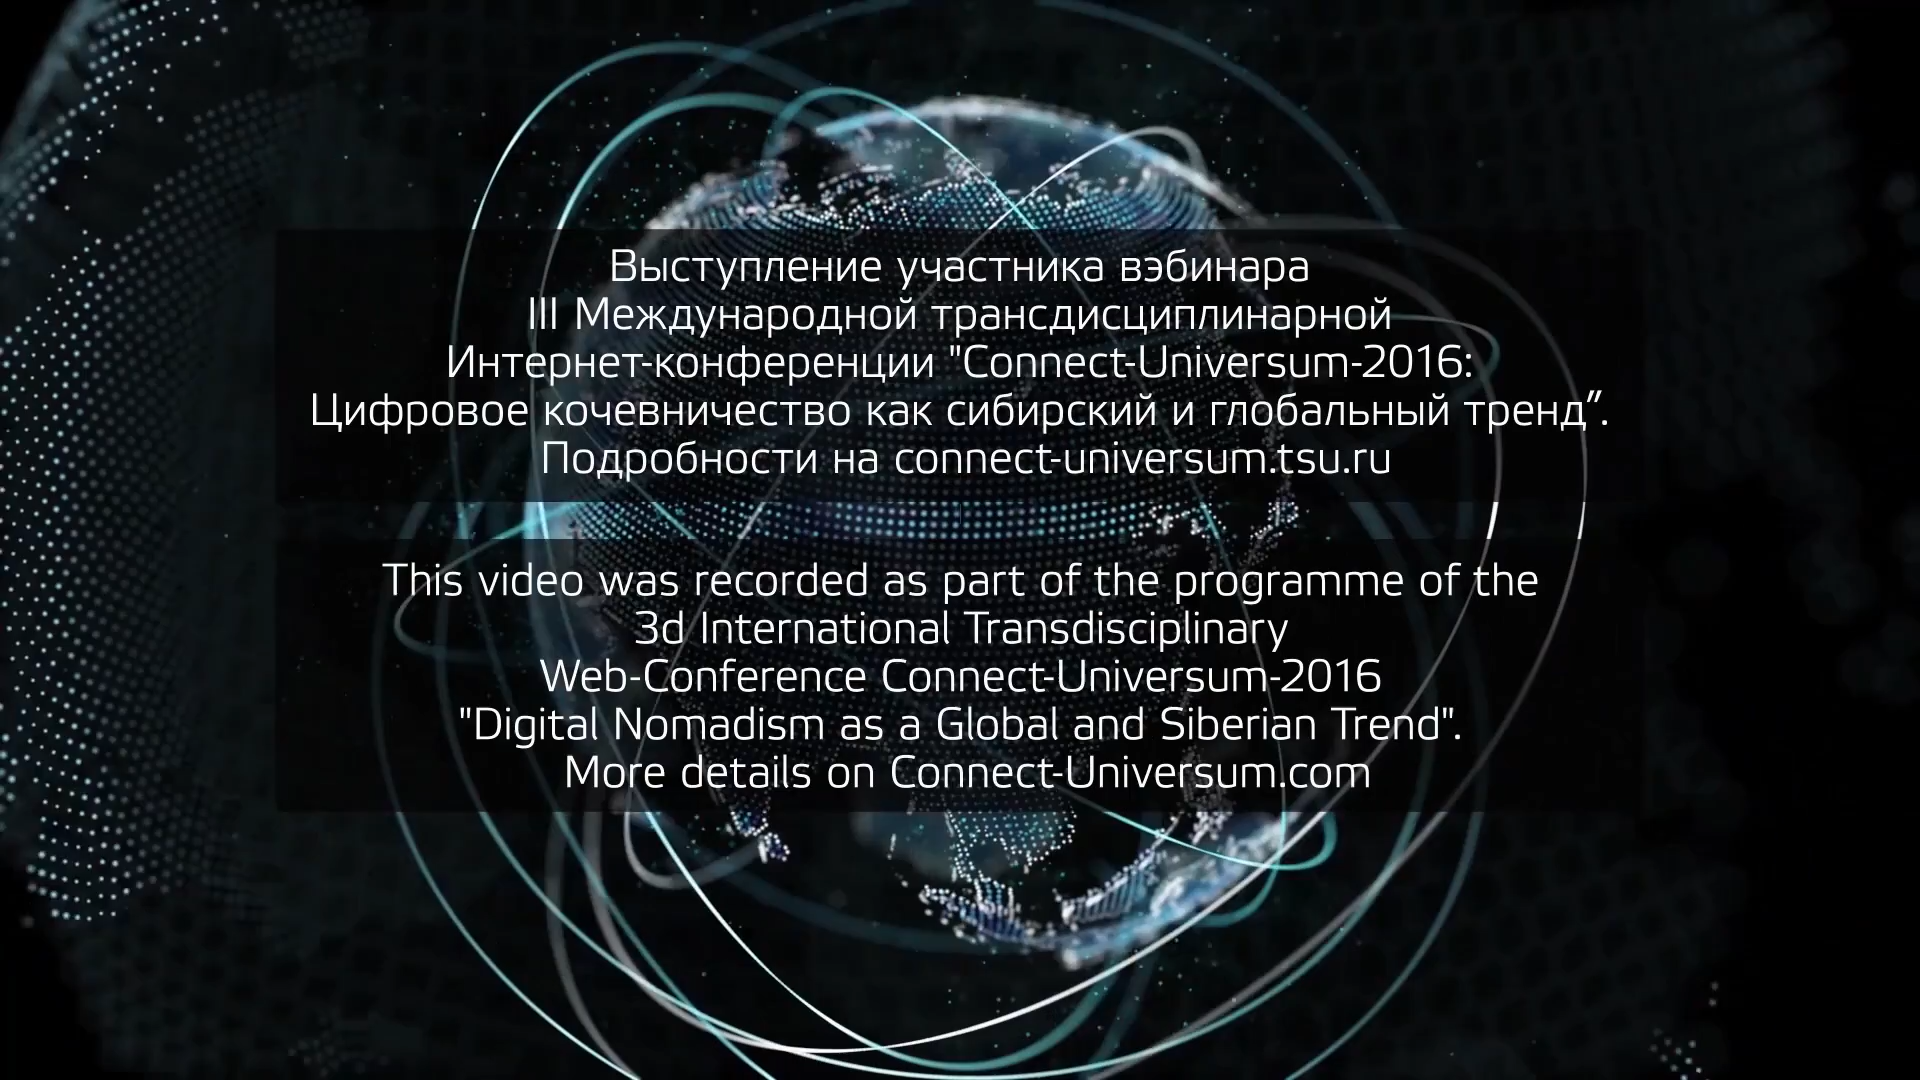 Выступление участника вэбинара
III Международной трансдисциплинарной
Интернет-конференции "Connect-Universum-2016:
Цифровое кочевничество как сибирский и глобальный тренд”.
Подробности на connect-universum.tsu.ru
This video was recorded as part of the programme of the
3d International Transdisciplinary
Web-Conference Connect-Universum-2016
"Digital Nomadism as a Global and Siberian Trend".
More details on Connect-Universum.com